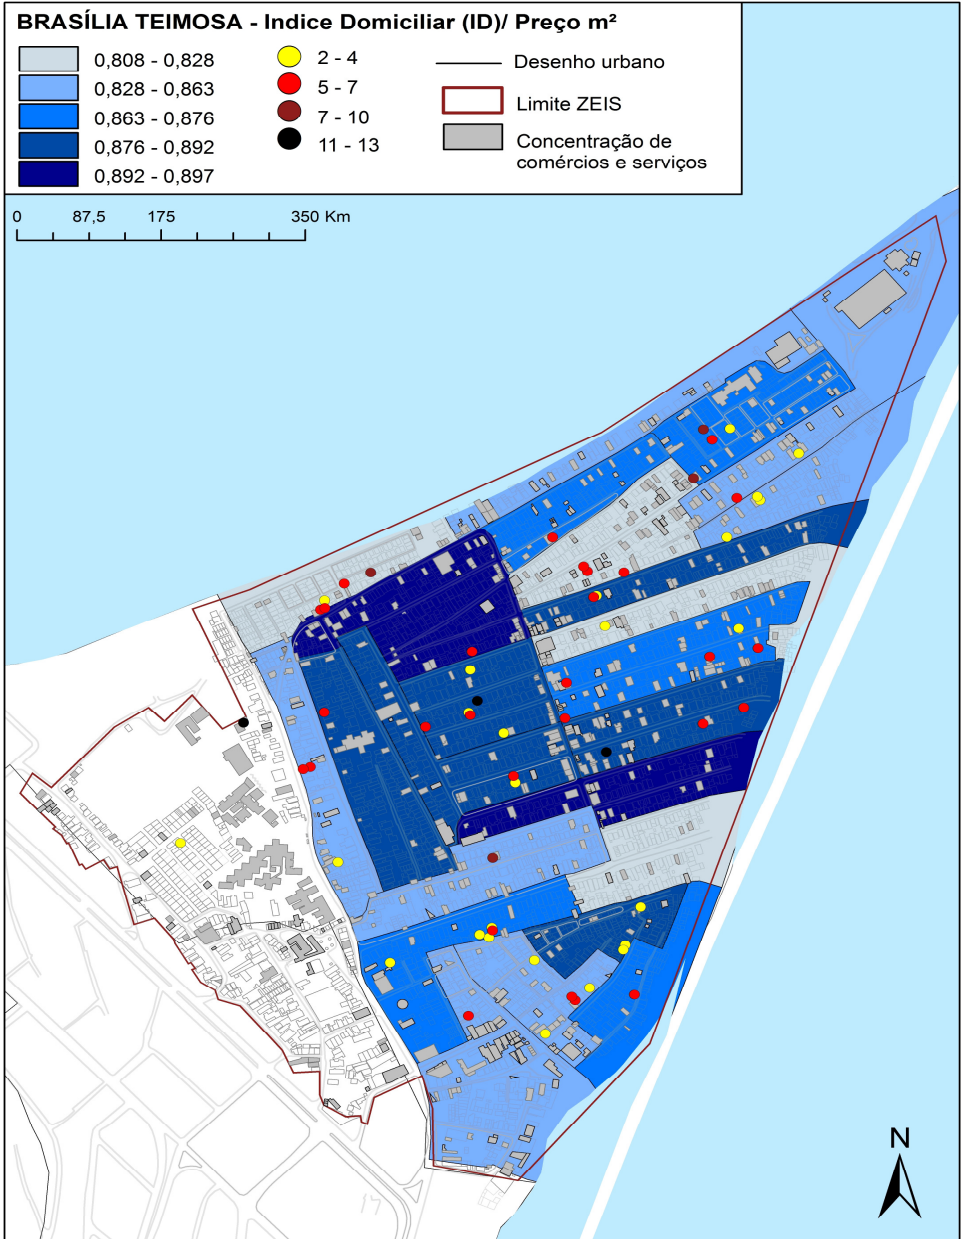 BRASÍLIA TEIMOSA - Indice Domiciliar (ID)/ Preço m²
0,808 - 0,828
0,828 - 0,863
0,863 - 0,876
0,876 - 0,892
0,892 - 0,897
2 - 4
5 - 7
7 - 10
11 - 13
Desenho urbano
Limite ZEIS
Concentração de
comércios e serviços
0 87,5 175 350 Km
N